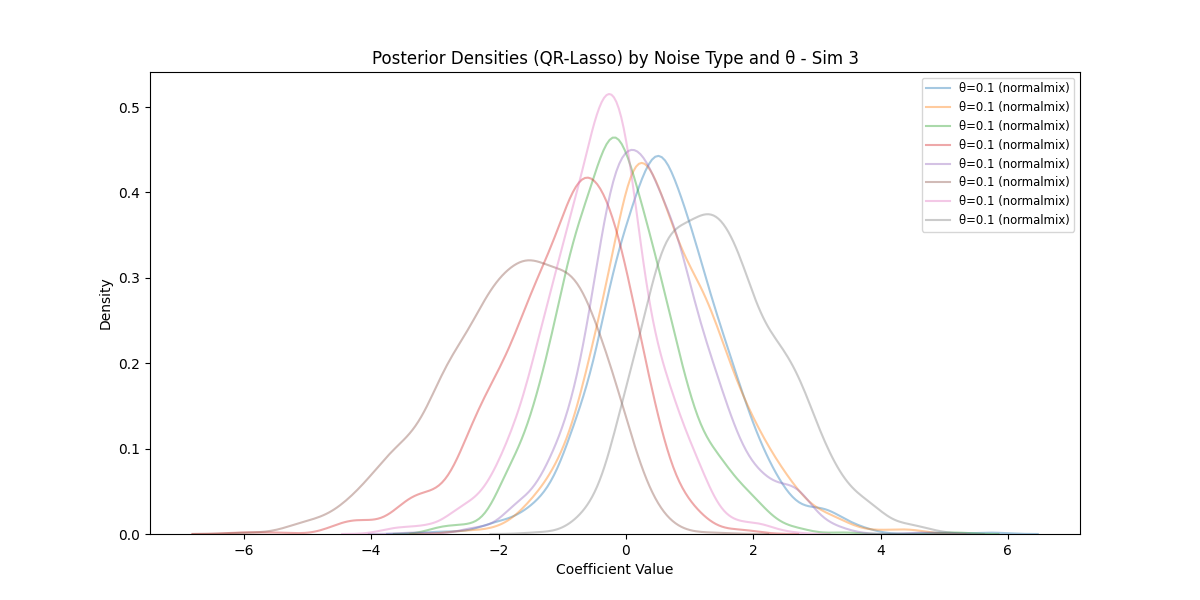 Posterior Densities (QR-Lasso) by Noise Type and θ - Sim 3
θ=0.1 (normalmix)
θ=0.1 (normalmix)
θ=0.1 (normalmix)
θ=0.1 (normalmix)
θ=0.1 (normalmix)
θ=0.1 (normalmix)
θ=0.1 (normalmix)
θ=0.1 (normalmix)
Density
0.5
0.4
0.3
0.2
0.1
0.0
−6 −4 −2 0 2 4 6
Coefficient Value